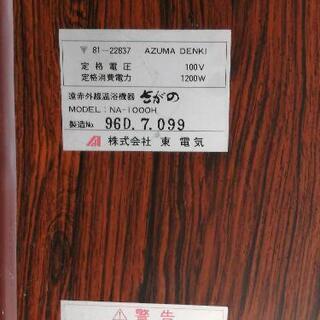 ▽ 81-22837 AZUMA DENKI
定格電圧 100V
定格消費電力 1200W
遠赤外線温浴機器 さがの
MODEL: NA-1000H
製造No. 96D.7.099
株式会社 東電気
警告